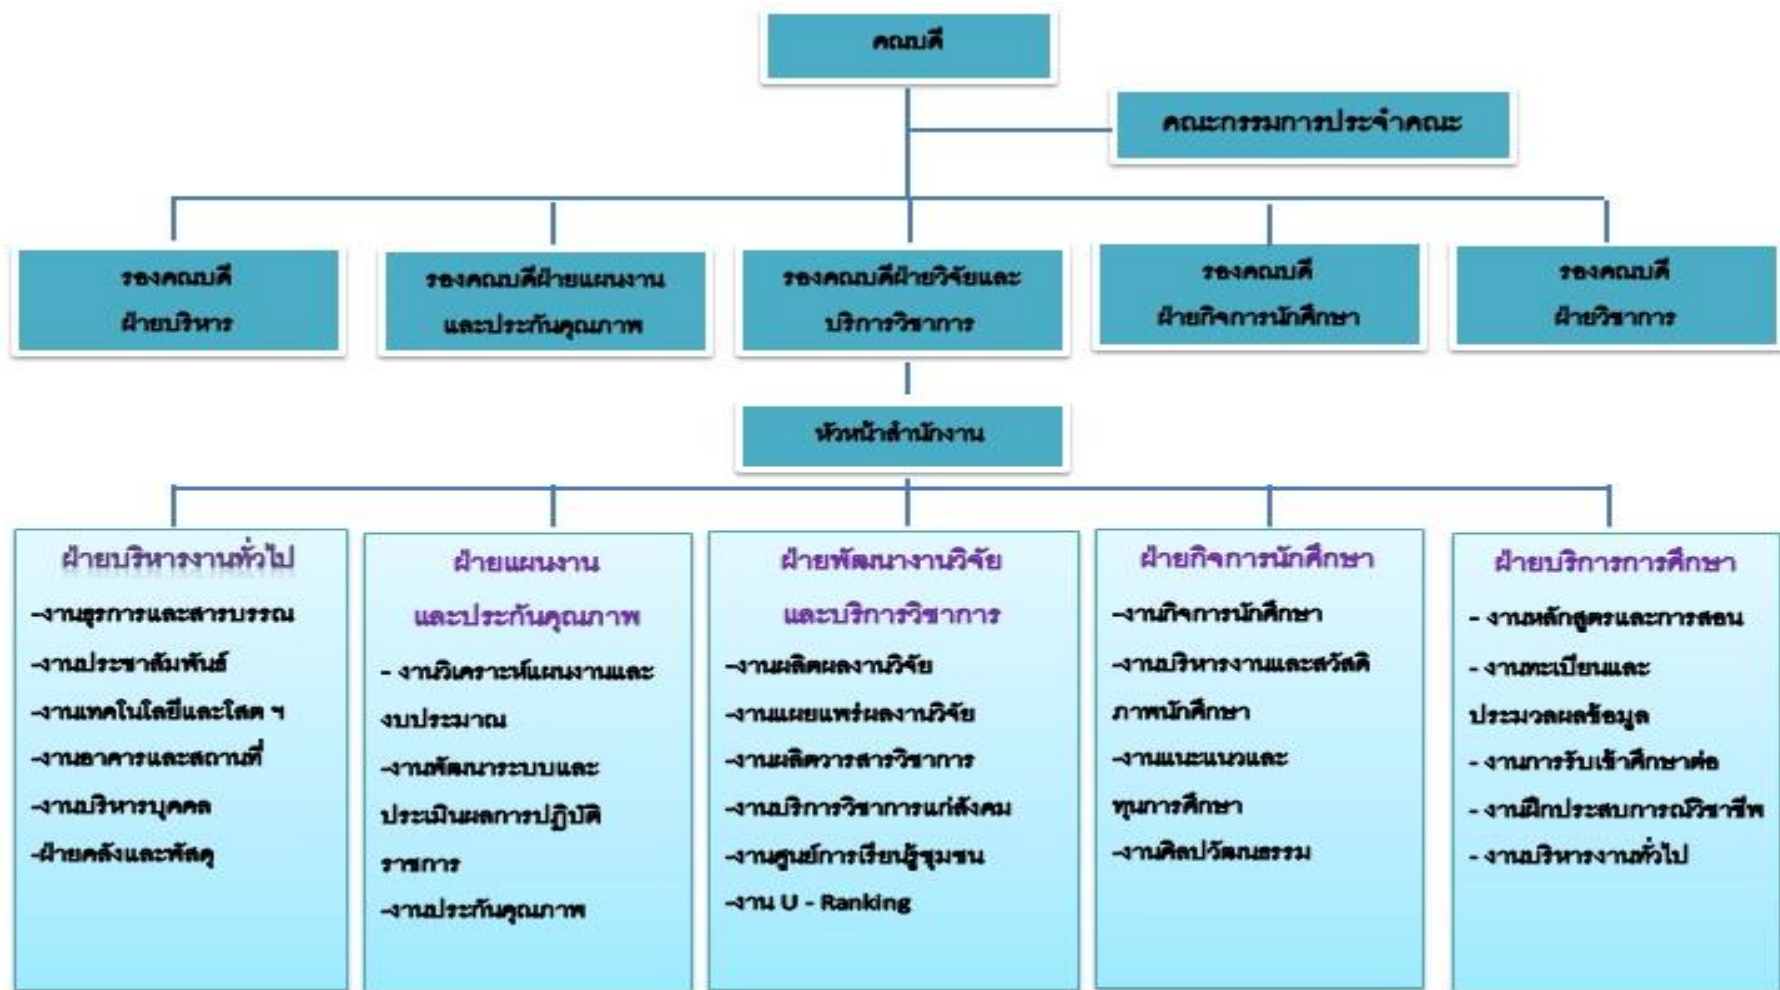 คณบดี
คณะกรรมการประจำคณะ
รองคณบดี
ฝ่ายบริหาร
รองคณบดีฝ่ายแผนงาน
และประกันคุณภาพ
รองคณบดีฝ่ายวิจัยและ
บริการวิชาการ
รองคณบดี
ฝ่ายกิจการนักศึกษา
รองคณบดี
ฝ่ายวิชาการ
หัวหน้าสำนักงาน
ฝ่ายบริหารงานทั่วไป
-งานธุรการและสารบรรณ
-งานประชาสัมพันธ์
-งานเทคโนโลยีและโสต ฯ
-งานอาคารและสถานที่
-งานบริหารบุคคล
-ฝ่ายคลังและพัสดุ
ฝ่ายแผนงาน
และประกันคุณภาพ
- งานวิเคราะห์แผนงานและ
งบประมาณ
-งานพัฒนาระบบและ
ประเมินผลการปฏิบัติ
ราชการ
-งานประกันคุณภาพ
ฝ่ายพัฒนางานวิจัย
และบริการวิชาการ
-งานผลิตผลงานวิจัย
-งานเผยแพร่ผลงานวิจัย
-งานผลิตวารสารวิชาการ
-งานบริการวิชาการแก่สังคม
-งานศูนย์การเรียนรู้ชุมชน
-งาน U - Ranking
ฝ่ายกิจการนักศึกษา
-งานกิจการนักศึกษา
-งานบริหารงานและสวัสดิ
ภาพนักศึกษา
-งานแนะแนวและ
ทุนการศึกษา
-งานศิลปวัฒนธรรม
ฝ่ายบริการการศึกษา
- งานหลักสูตรและการสอน
- งานทะเบียนและ
ประมวลผลข้อมูล
- งานการรับเข้าศึกษาต่อ
- งานฝึกประสบการณ์วิชาชีพ
- งานบริหารงานทั่วไป